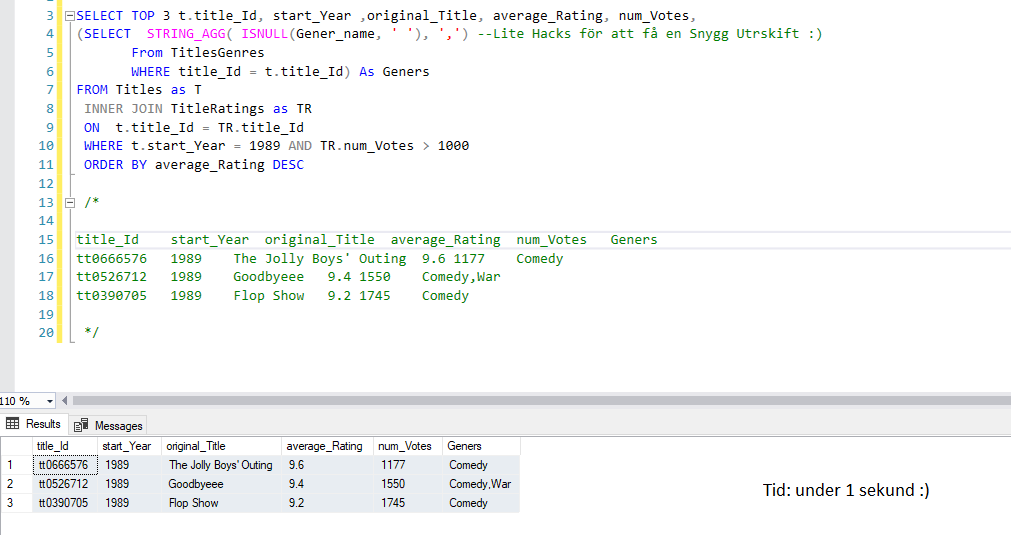 3 SELECT TOP 3 t.title_Id, start_Year ,original_Title, average_Rating, num_Votes,
4 (SELECT STRING_AGG( ISNULL(Gener_name, ' '), ',') --Lite Hacks för att få en Snygg Utrskift :)
5 From TitlesGenres
6 WHERE title_Id = t.title_Id) As Geners
7 FROM Titles as T
8 INNER JOIN TitleRatings as TR
9 ON t.title_Id = TR.title_Id
10 WHERE t.start_Year = 1989 AND TR.num_Votes > 1000
11 ORDER BY average_Rating DESC
12
13 /*
14
15 title_Id start_Year original_Title average_Rating num_Votes Geners
16 tt0666576 1989 The Jolly Boys' Outing 9.6 1177 Comedy
17 tt0526712 1989 Goodbyeee 9.4 1550 Comedy,War
18 tt0390705 1989 Flop Show 9.2 1745 Comedy
19
20 */
110 %
Results Messages
title_Id start_Year original_Title average_Rating num_Votes Geners
1 tt0666576 1989 The Jolly Boys' Outing 9.6 1177 Comedy
2 tt0526712 1989 Goodbyeee 9.4 1550 Comedy,War
3 tt0390705 1989 Flop Show 9.2 1745 Comedy
Tid: under 1 sekund :)